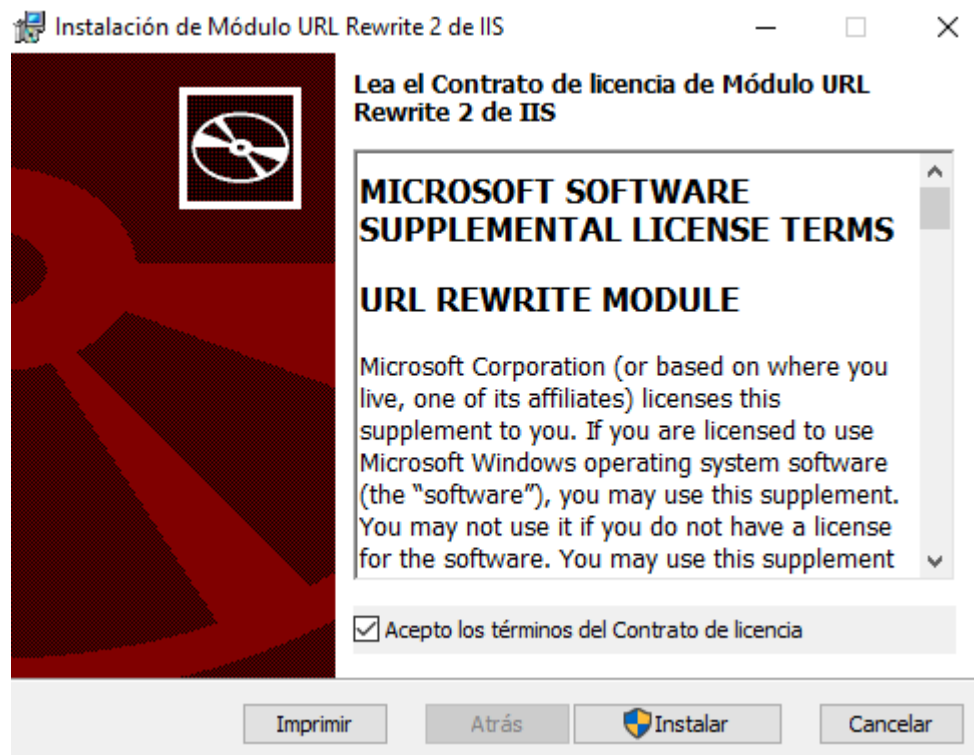 Instalación de Módulo URL Rewrite 2 de IIS
Lea el Contrato de licencia de Módulo URL
Rewrite 2 de IIS
MICROSOFT SOFTWARE
SUPPLEMENTAL LICENSE TERMS
URL REWRITE MODULE
Microsoft Corporation (or based on where you
live, one of its affiliates) licenses this
supplement to you. If you are licensed to use
Microsoft Windows operating system software
(the “software”), you may use this supplement.
You may not use it if you do not have a license
for the software. You may use this supplement
Acepto los términos del Contrato de licencia
Imprimir Atrás Instalar Cancelar